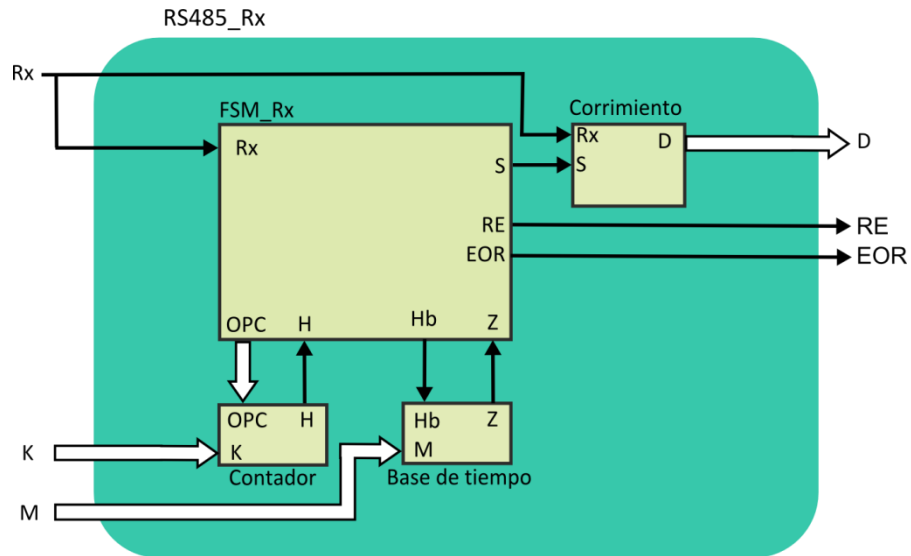 RS485_Rx
Rx
FSM_Rx
Corrimiento
Rx
Rx
D
D
S
S
RE
RE
EOR
EOR
OPC
H
Hb
Z
OPC
H
Hb
Z
K
K
M
Contador
Base de tiempo
M